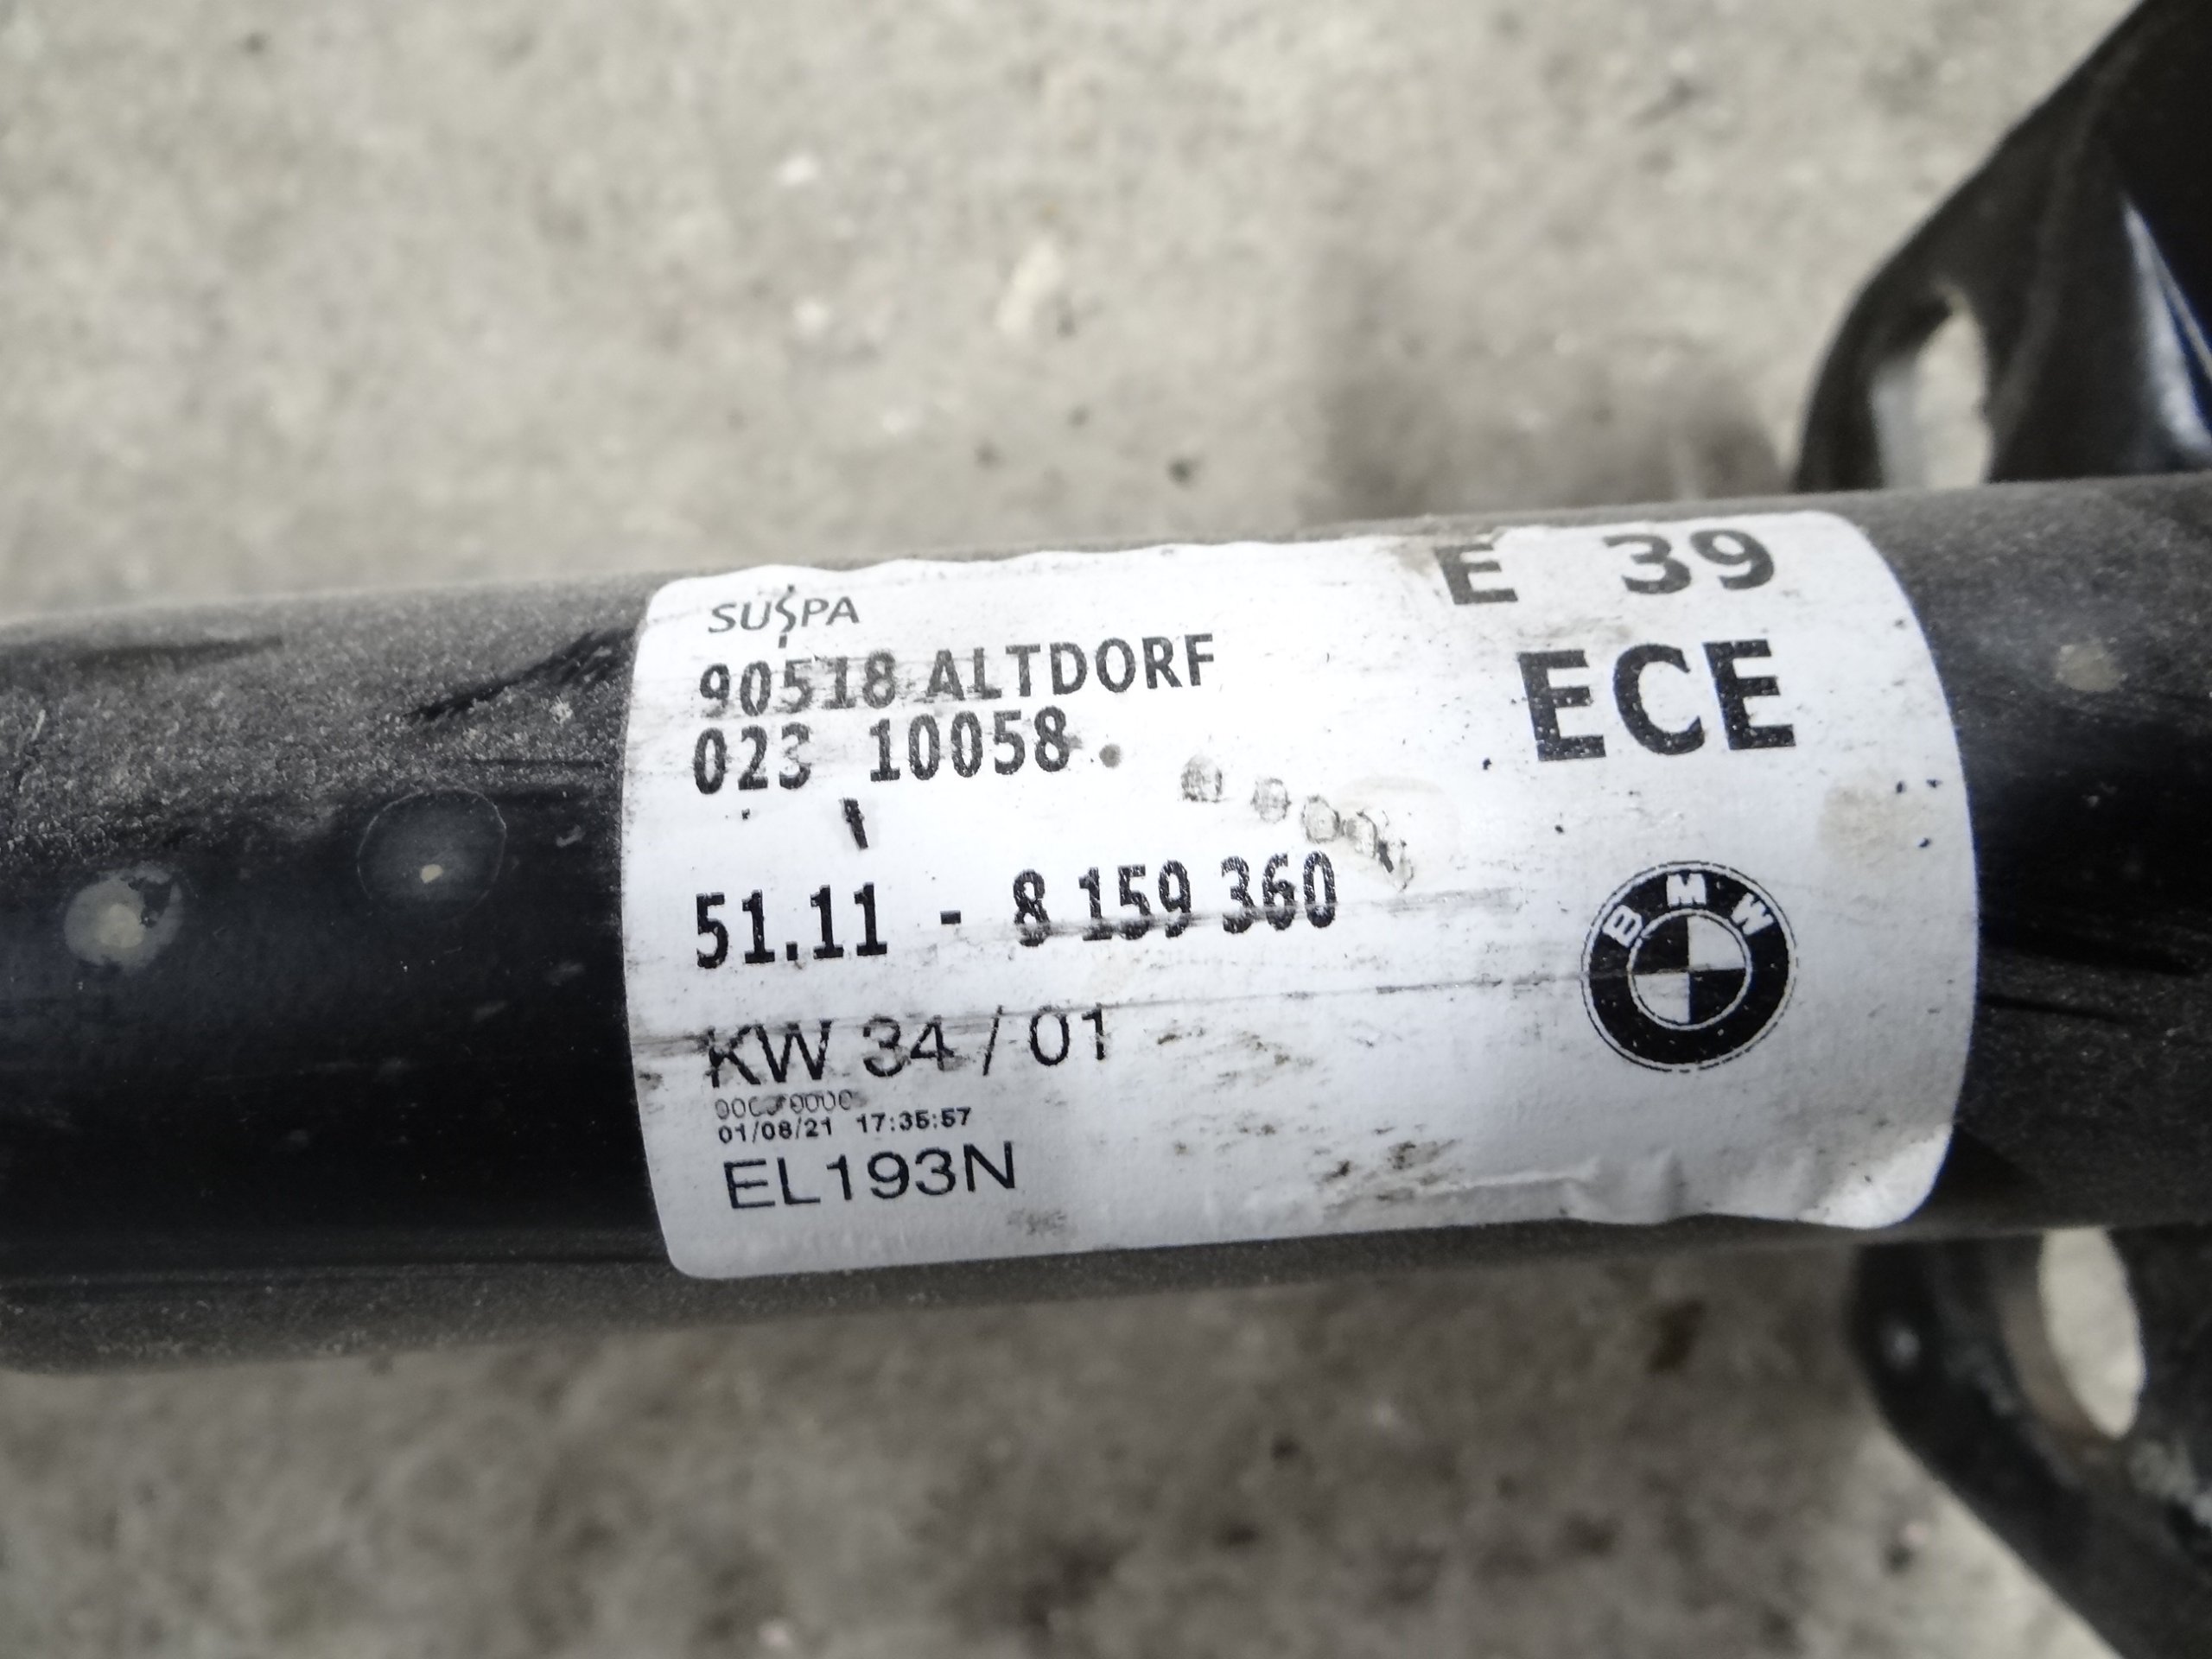 SUSPA
E 39
90518 ALTDORF
ECE
023 10058
51.11 - 8 159 360
BMW
KW 34 / 01
01/08/21 17:35:57
EL193N